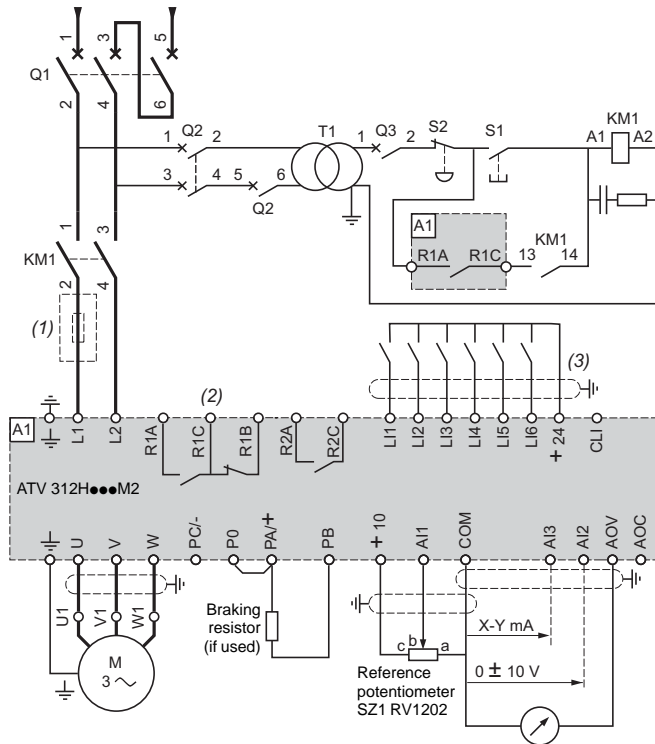 1 3 5
Q1
2 4 6
1 Q2 2 T1 1 Q3 2 S2 S1 KM1
A1 A2
3 4 5 6
Q2
A1
R1A R1C 13 KM1 14
1 3
KM1
2 4
(1)
(2)
(3)
A1
L1 L2 R1A R1C R1B R2A R2C LI1 LI2 LI3 LI4 LI5 LI6 + 24 CLI
ATV 312H●●●M2
U V W PC/- P0 PA/+ PB + 10 AI1 COM AI3 AI2 AOV AOC
U1 V1 W1
Braking
resistor
(if used)
M
3 ~
c b a
X-Y mA
0 ± 10 V
Reference
potentiometer
SZ1 RV1202